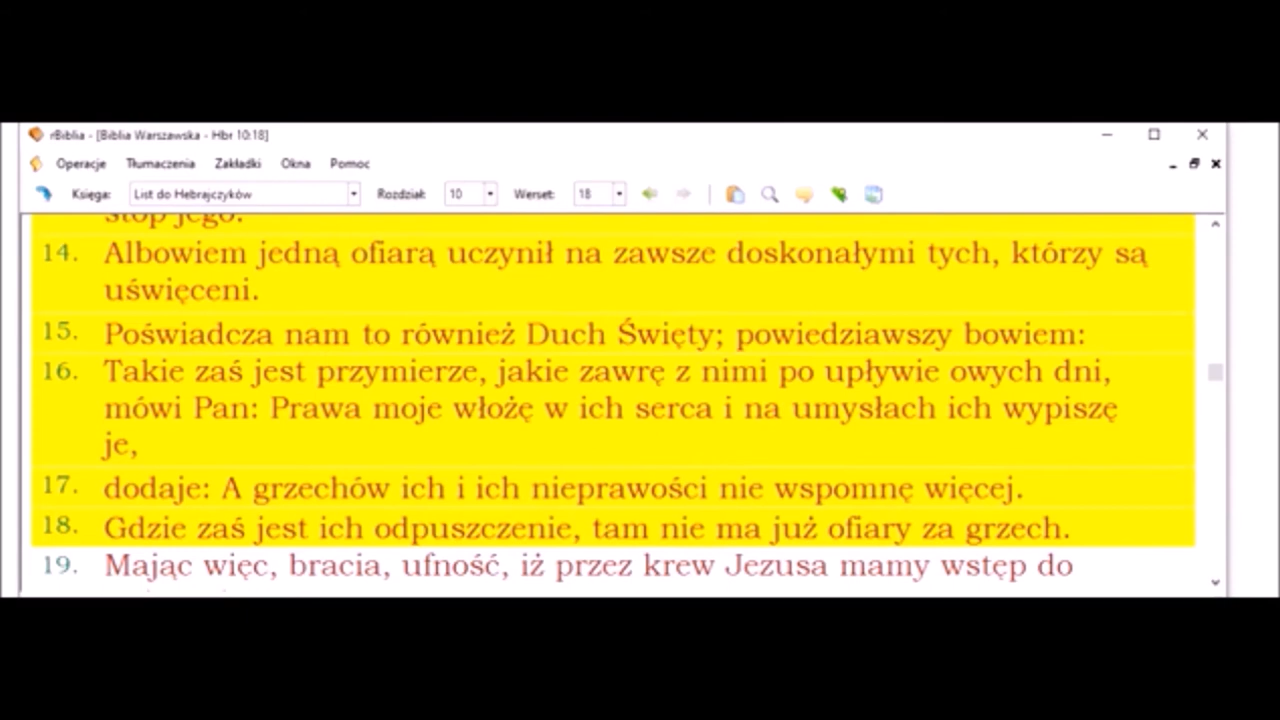 rBiblia - [Biblia Warszawska - Hbr 10:18]
Operacje Tłumaczenia Zakładki Okna Pomoc
Księga: List do Hebrajczyków Rozdział: 10 Werset: 18
stóp jego.
14. Albowiem jedną ofiarą uczynił na zawsze doskonałymi tych, którzy są
uświęceni.
15. Poświadcza nam to również Duch Święty; powiedziawszy bowiem:
16. Takie zaś jest przymierze, jakie zawrę z nimi po upływie owych dni,
mówi Pan: Prawa moje włożę w ich serca i na umysłach ich wypiszę
je,
17. dodaje: A grzechów ich i ich nieprawości nie wspomnę więcej.
18. Gdzie zaś jest ich odpuszczenie, tam nie ma już ofiary za grzech.
19. Mając więc, bracia, ufność, iż przez krew Jezusa mamy wstęp do